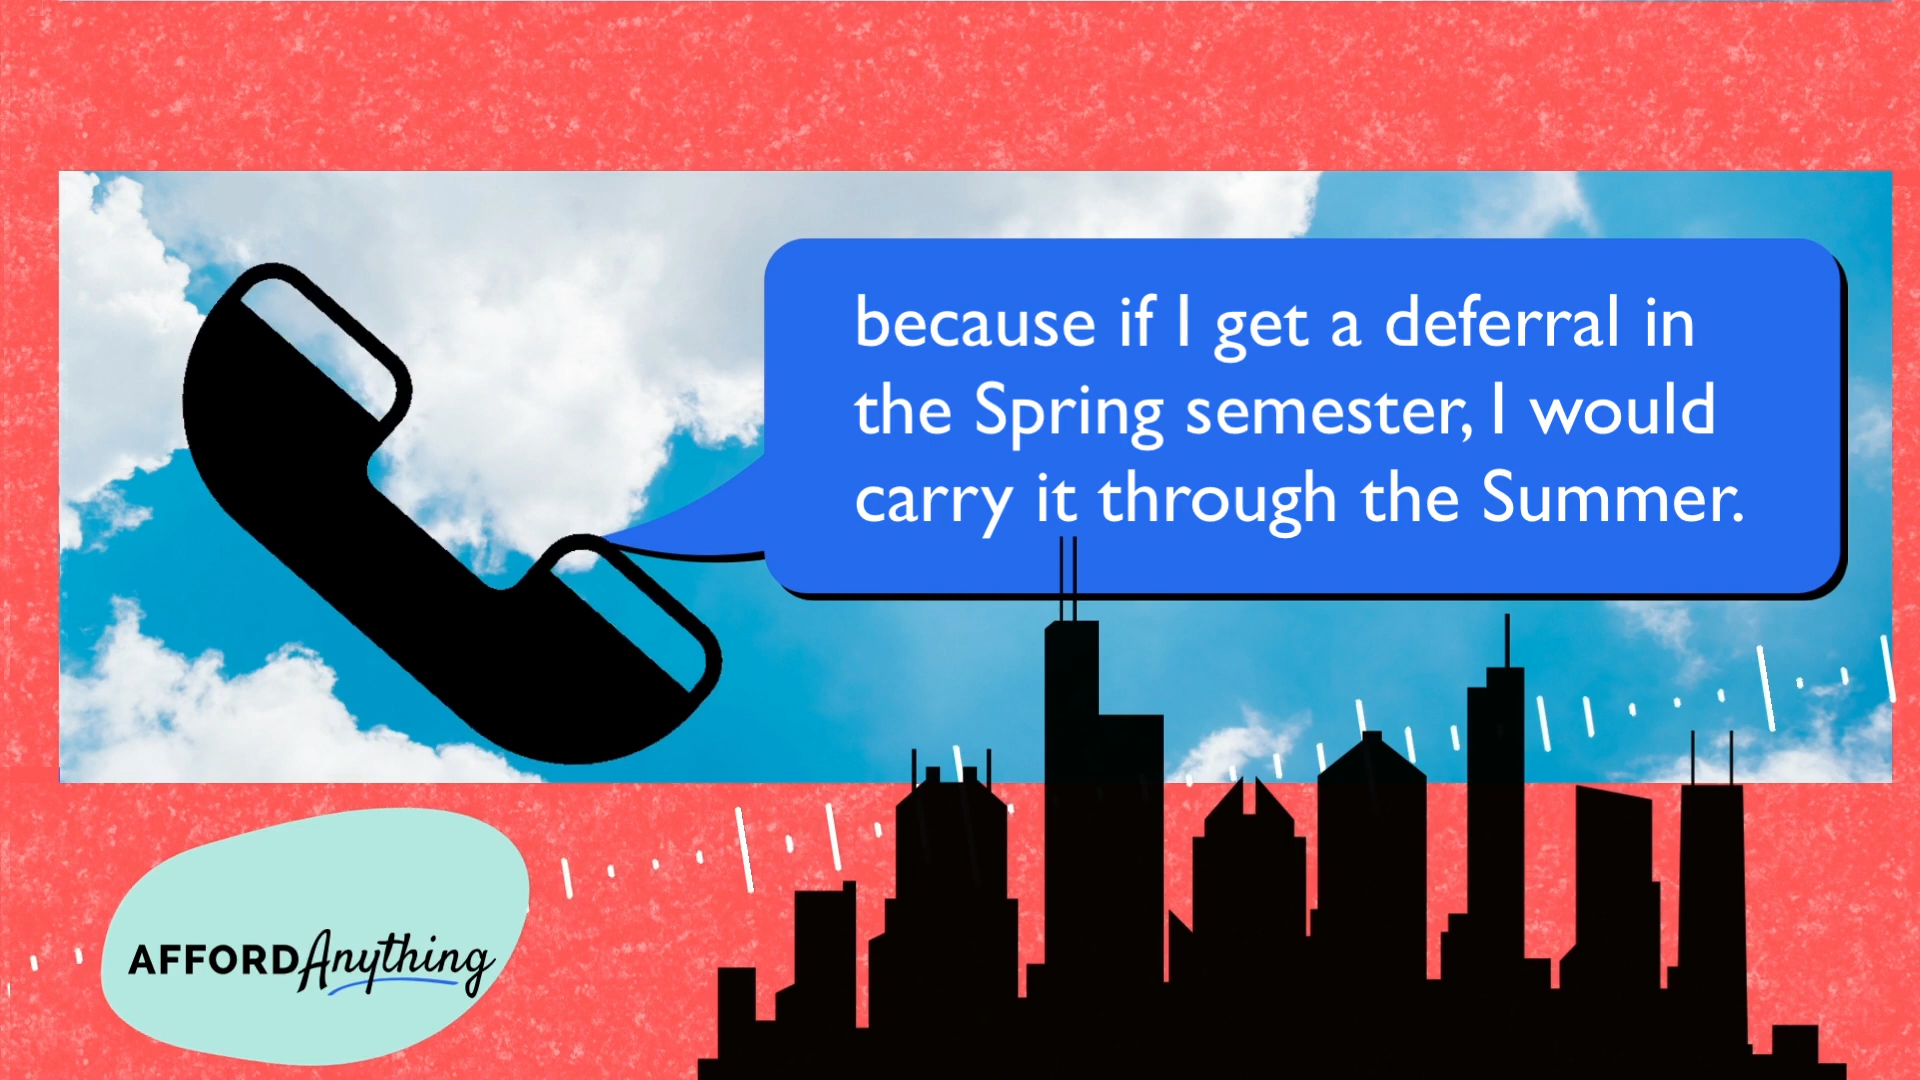 because if I get a deferral in
the Spring semester, I would
carry it through the Summer.
AFFORDAnything